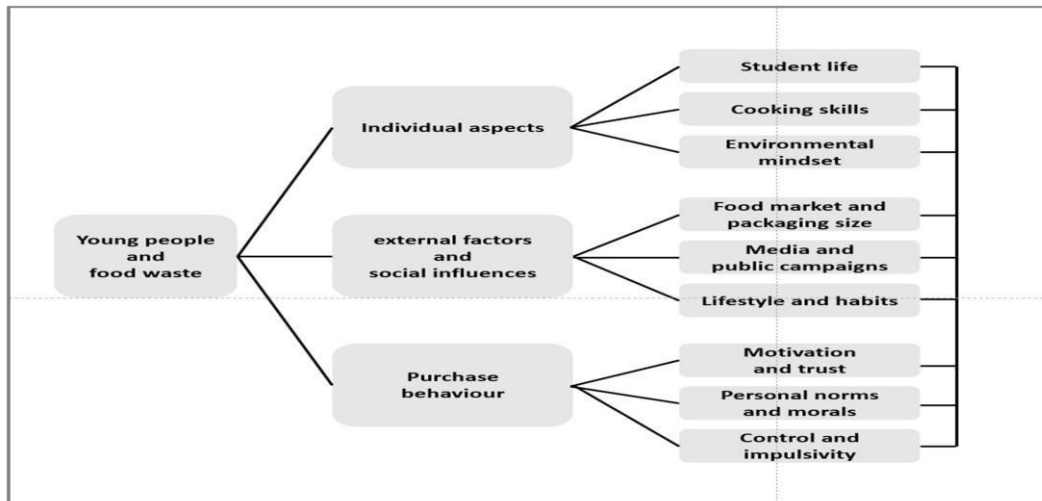 Young people
and
food waste
Individual aspects
external factors
and
social influences
Purchase
behaviour
Student life
Cooking skills
Environmental
mindset
Food market and
packaging size
Media and
public campaigns
Lifestyle and habits
Motivation
and trust
Personal norms
and morals
Control and
impulsivity